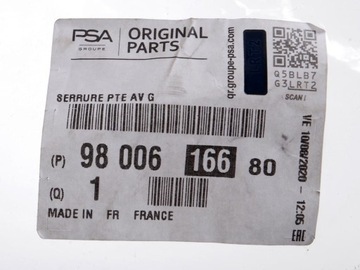 PSA
GROUPE
ORIGINAL
PARTS
qr.groupe-psa.com
Q5BLB7
G3LRT2
SCAN !
SERRURE PTE AV G
(P) 98 006 166 80
(Q) 1
MADE IN FR FRANCE
VE 10/08/2020 - 12:05
EAC